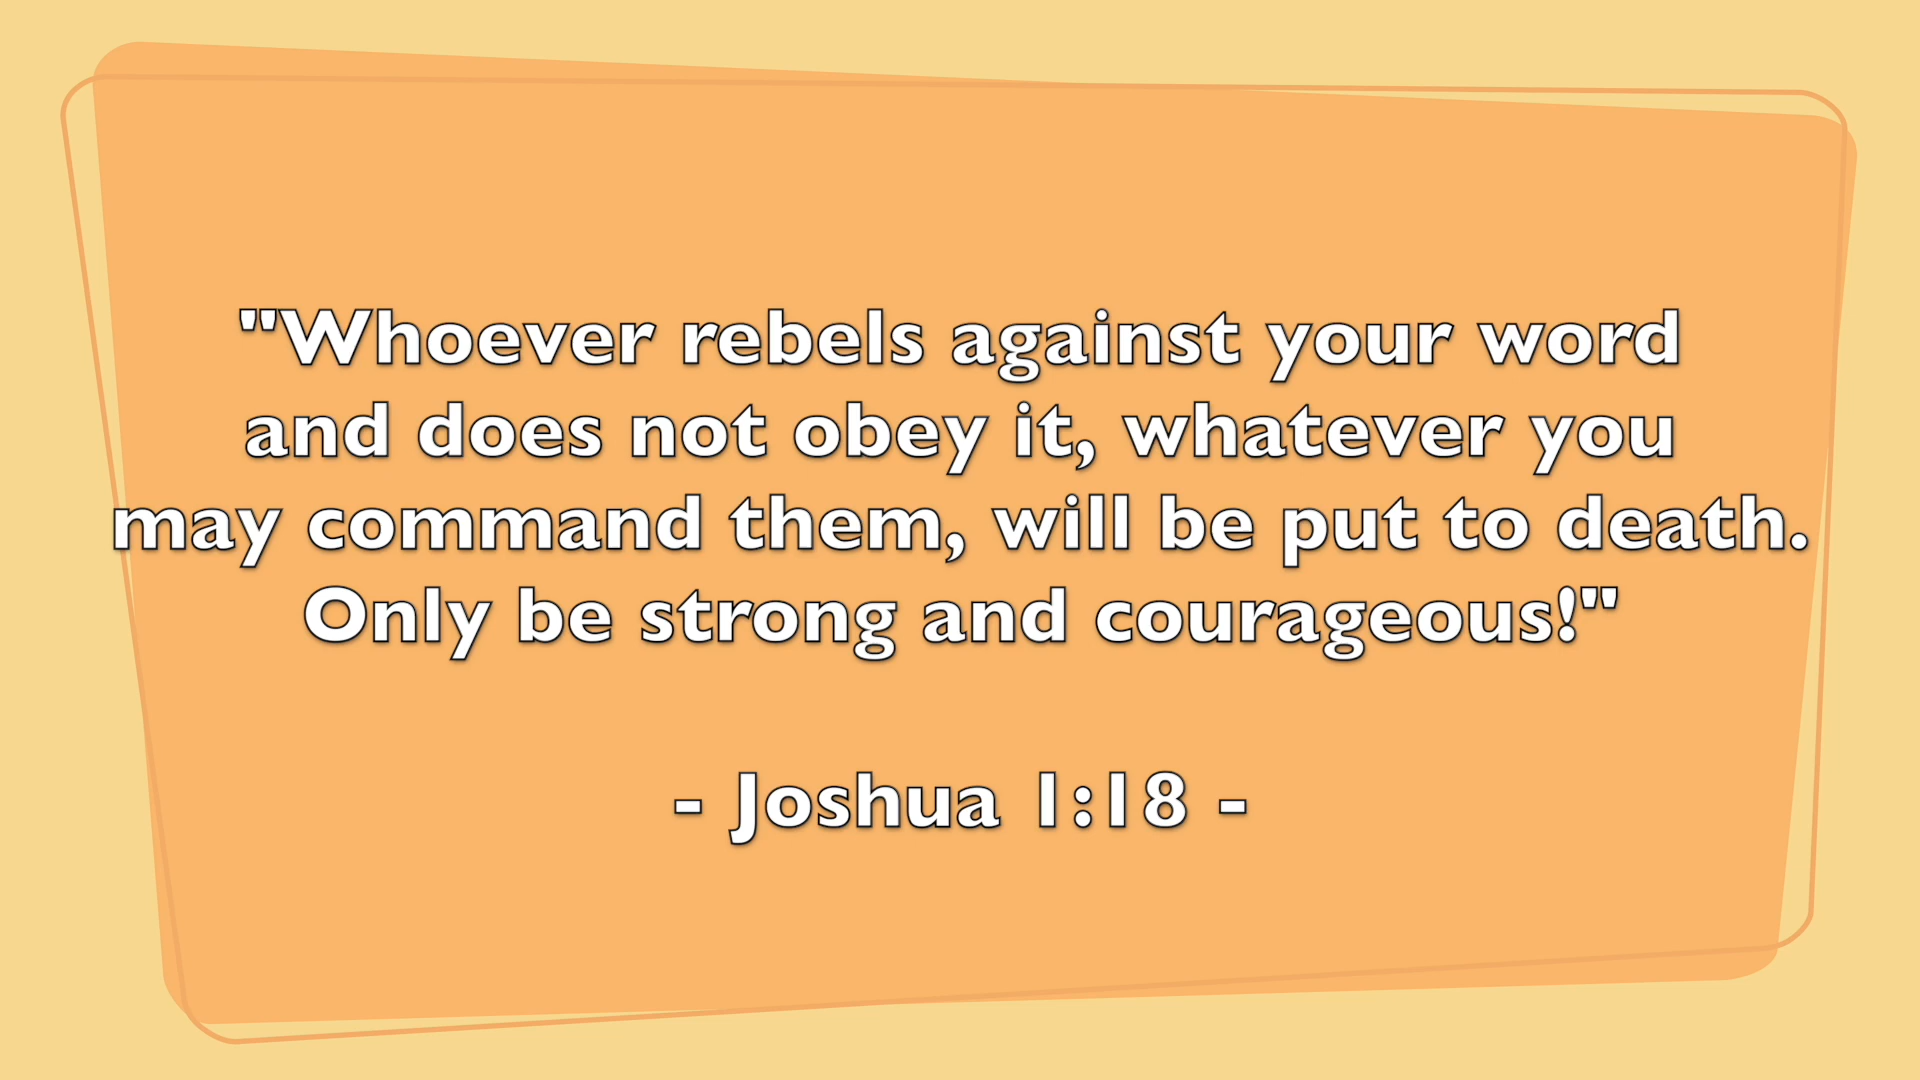 "Whoever rebels against your word
and does not obey it, whatever you
may command them, will be put to death.
Only be strong and courageous!"
- Joshua 1:18 -